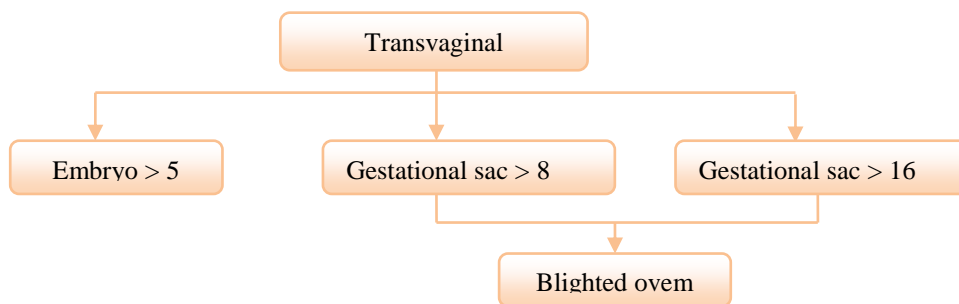 Transvaginal
Embryo > 5
Gestational sac > 8
Gestational sac > 16
Blighted ovem